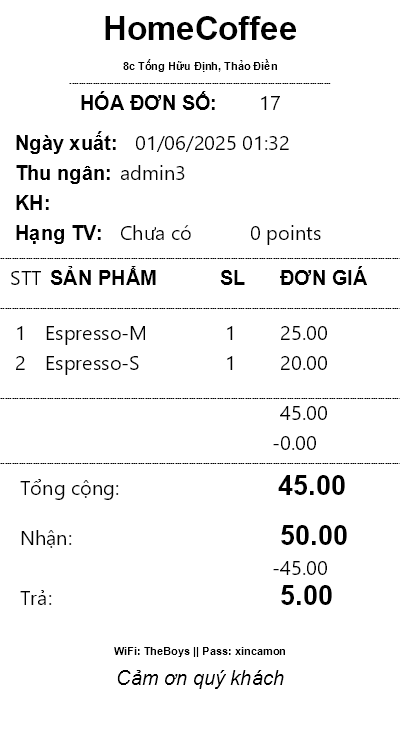 HomeCoffee
8c Tống Hữu Định, Thảo Điền
HÓA ĐƠN SỐ: 17
Ngày xuất: 01/06/2025 01:32
Thu ngân: admin3
KH:
Hạng TV: Chưa có 0 points
STT SẢN PHẨM SL ĐƠN GIÁ
1 Espresso-M 1 25.00
2 Espresso-S 1 20.00
45.00
-0.00
Tổng cộng: 45.00
Nhận: 50.00
-45.00
Trả: 5.00
WiFi: TheBoys || Pass: xincamon
Cảm ơn quý khách